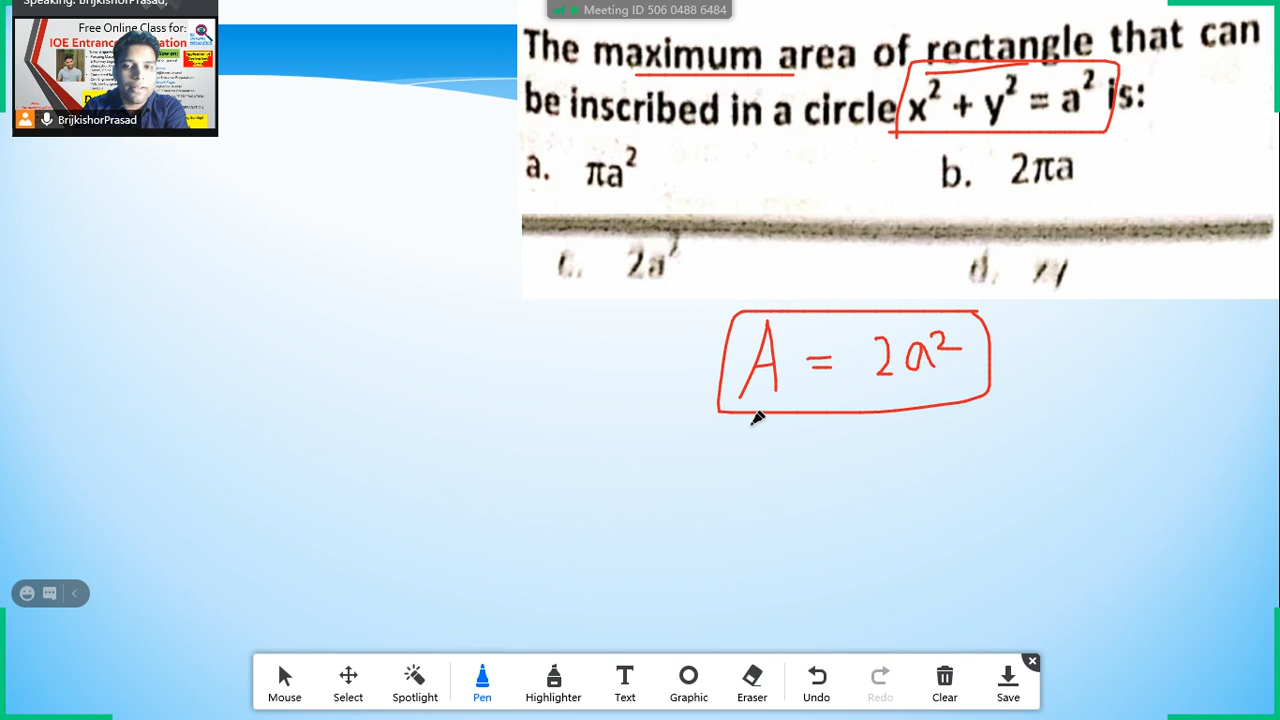 Speaking: BrijkishorPrasad;
Meeting ID 506 0488 6484
Free Online Class for:
IOE Entrance
BrijkishorPrasad
The maximum area of rectangle that can
be inscribed in a circle x² + y² = a² is:
a. πa²
b. 2πa
c. 2a²
d. xy
A = 2a²
Mouse
Select
Spotlight
Pen
Highlighter
Text
Graphic
Eraser
Undo
Redo
Clear
Save